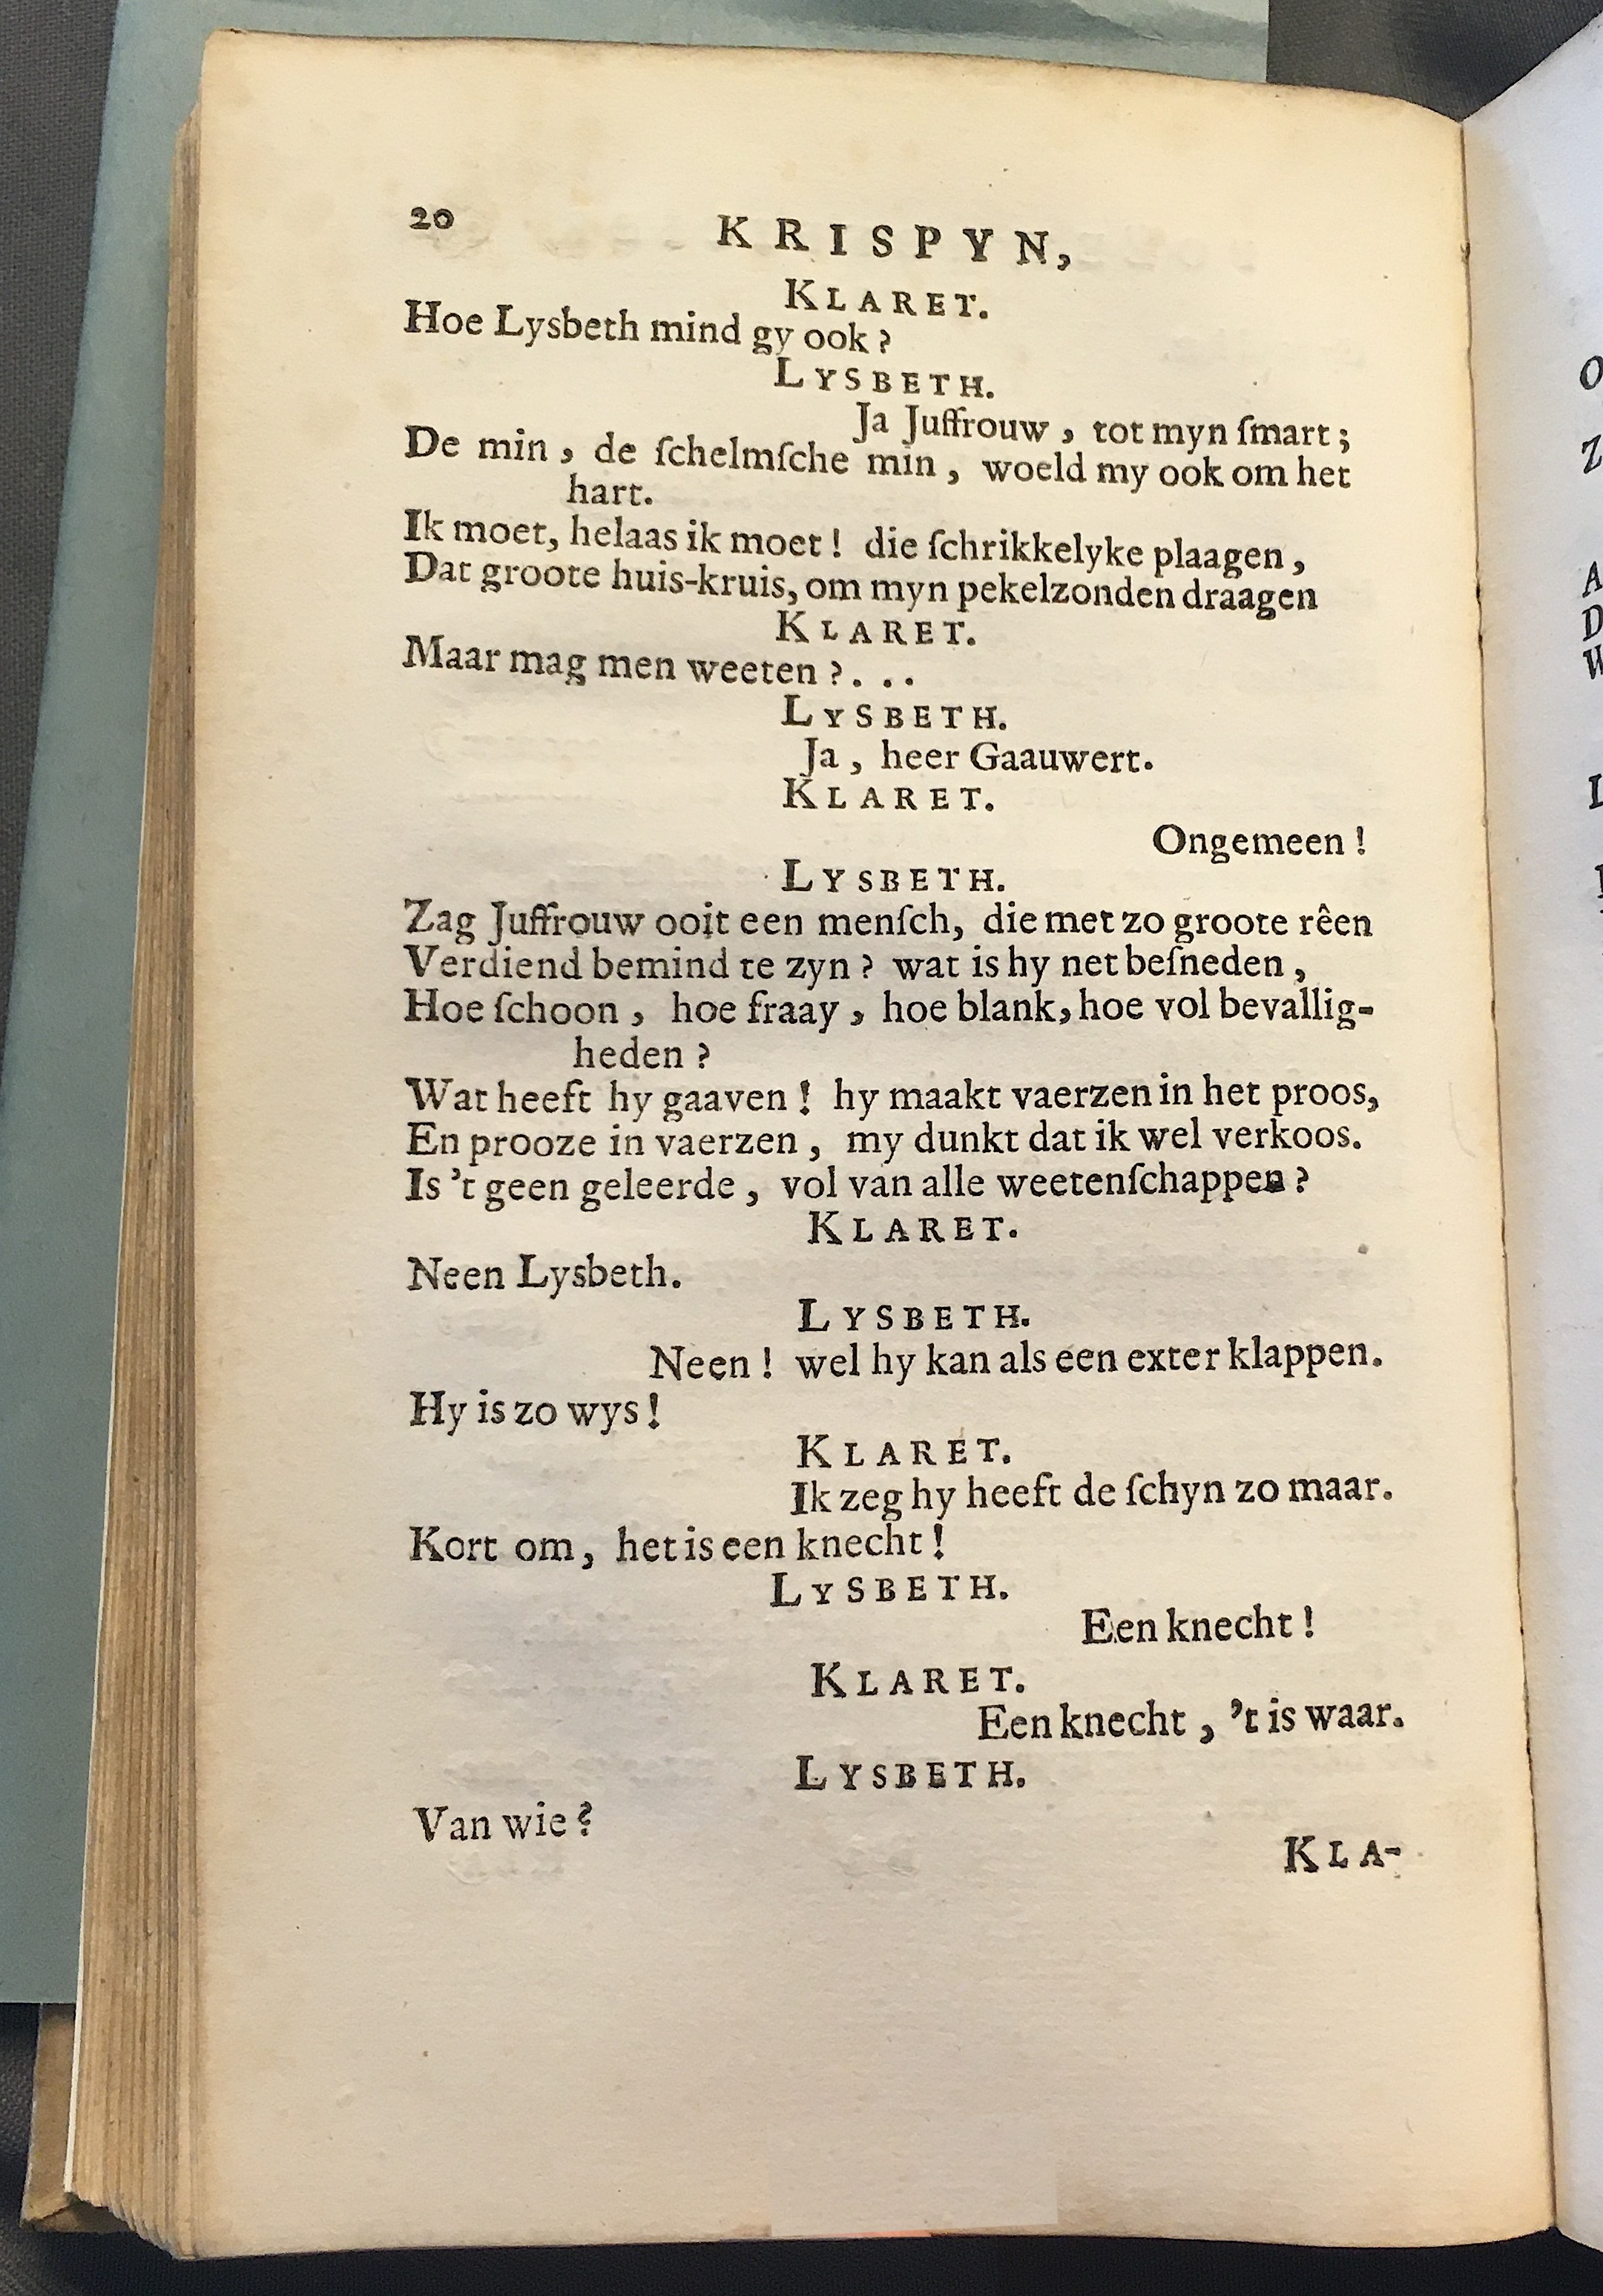 20 KRISPYN,
KLARET.
Hoe Lysbeth mind gy ook?
LYSBETH.
Ja Juffrouw, tot myn ſmart;
De min, de ſchelmſche min, woeld my ook om het
hart.
Ik moet, helaas ik moet! die ſchrikkelyke plaagen,
Dat groote huis-kruis, om myn pekelzonden draagen
KLARET.
Maar mag men weeten?...
LYSBETH.
Ja, heer Gaauwert.
KLARET.
Ongemeen!
LYSBETH.
Zag Juffrouw ooit een menſch, die met zo groote rêen
Verdiend bemind te zyn? wat is hy net beſneden,
Hoe ſchoon, hoe fraay, hoe blank, hoe vol bevallig-
heden?
Wat heeft hy gaaven! hy maakt vaerzen in het proos,
En prooze in vaerzen, my dunkt dat ik wel verkoos.
Is 't geen geleerde, vol van alle weetenſchappen?
KLARET.
Neen Lysbeth.
LYSBETH.
Neen! wel hy kan als een exter klappen.
Hy is zo wys!
KLARET.
Ik zeg hy heeft de ſchyn zo maar.
Kort om, het is een knecht!
LYSBETH.
Een knecht!
KLARET.
Een knecht, 't is waar.
LYSBETH.
Van wie?
KLA-
O
Z
A
D
W